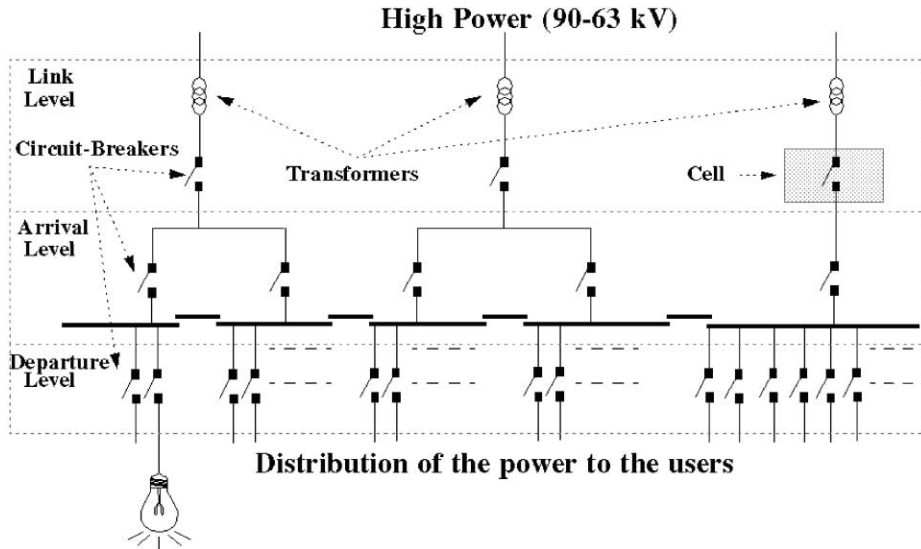 High Power (90-63 kV)
Link
Level
Circuit-Breakers
Transformers
Cell
Arrival
Level
Departure
Level
Distribution of the power to the users